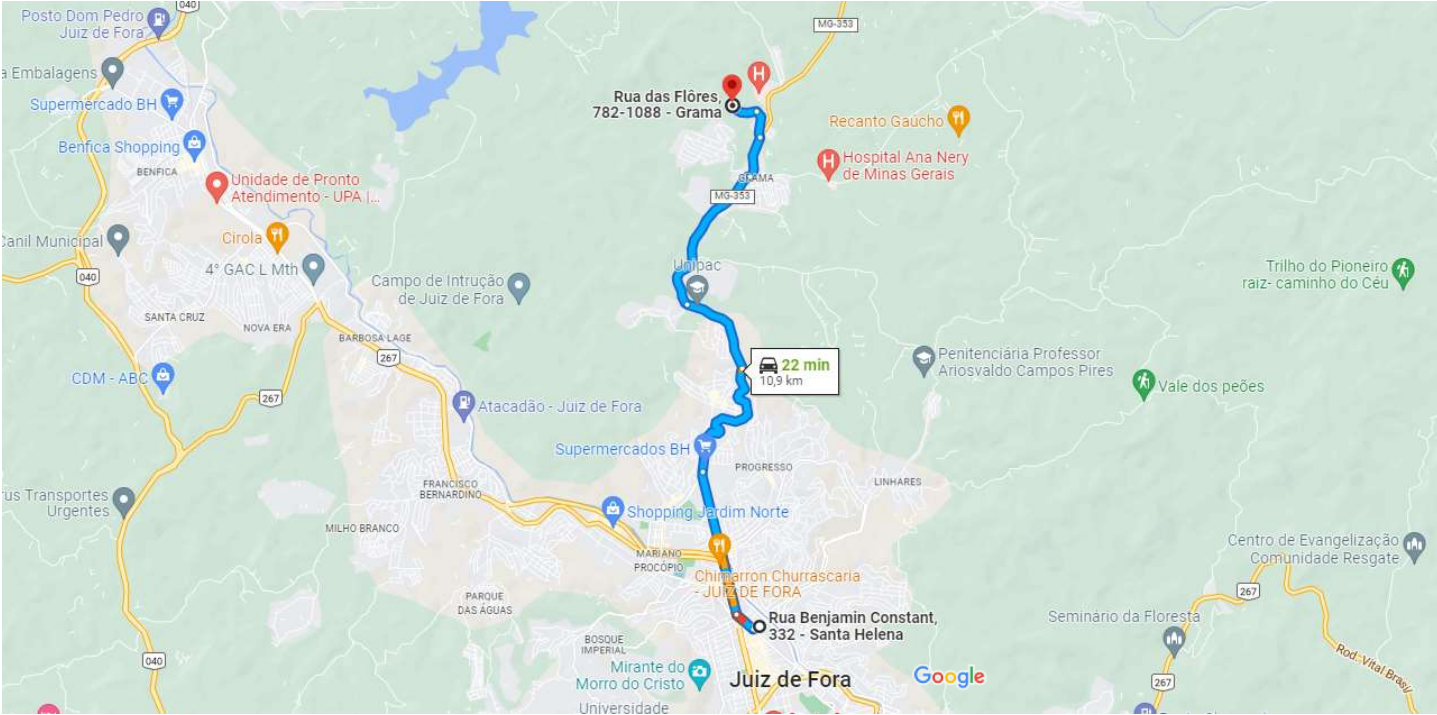 040
Posto Dom Pedro
Juiz de Fora
MG-353
a Embalagens
Rua das Flôres,
782-1088 - Grama
Supermercado BH
Recanto Gaúcho
Benfica Shopping
Hospital Ana Nery
de Minas Gerais
BENFICA
Unidade de Pronto
Atendimento - UPA |...
GRAMA
MG-353
Cirola
Canil Municipal
4° GAC L Mth
Unipac
040
Campo de Intrução
de Juiz de Fora
Trilho do Pioneiro
raiz- caminho do Céu
SANTA CRUZ
NOVA ERA
BARBOSA LAGE
267
22 min
10,9 km
Penitenciária Professor
Ariosvaldo Campos Pires
CDM - ABC
267
Vale dos peões
Atacadão - Juiz de Fora
Supermercados BH
PROGRESSO
LINHARES
FRANCISCO
BERNARDINO
rus Transportes
Urgentes
Shopping Jardim Norte
MILHO BRANCO
MARIANO
PROCÓPIO
Centro de Evangelização
Comunidade Resgate
Chimarron Churrascaria
- JUIZ DE FORA
PARQUE
DAS ÁGUAS
267
Rua Benjamin Constant,
332 - Santa Helena
Seminário da Floresta
BOSQUE
IMPERIAL
040
Mirante do
Morro do Cristo
Juiz de Fora
Google
Rod. Vital Brasil
267
Universidade